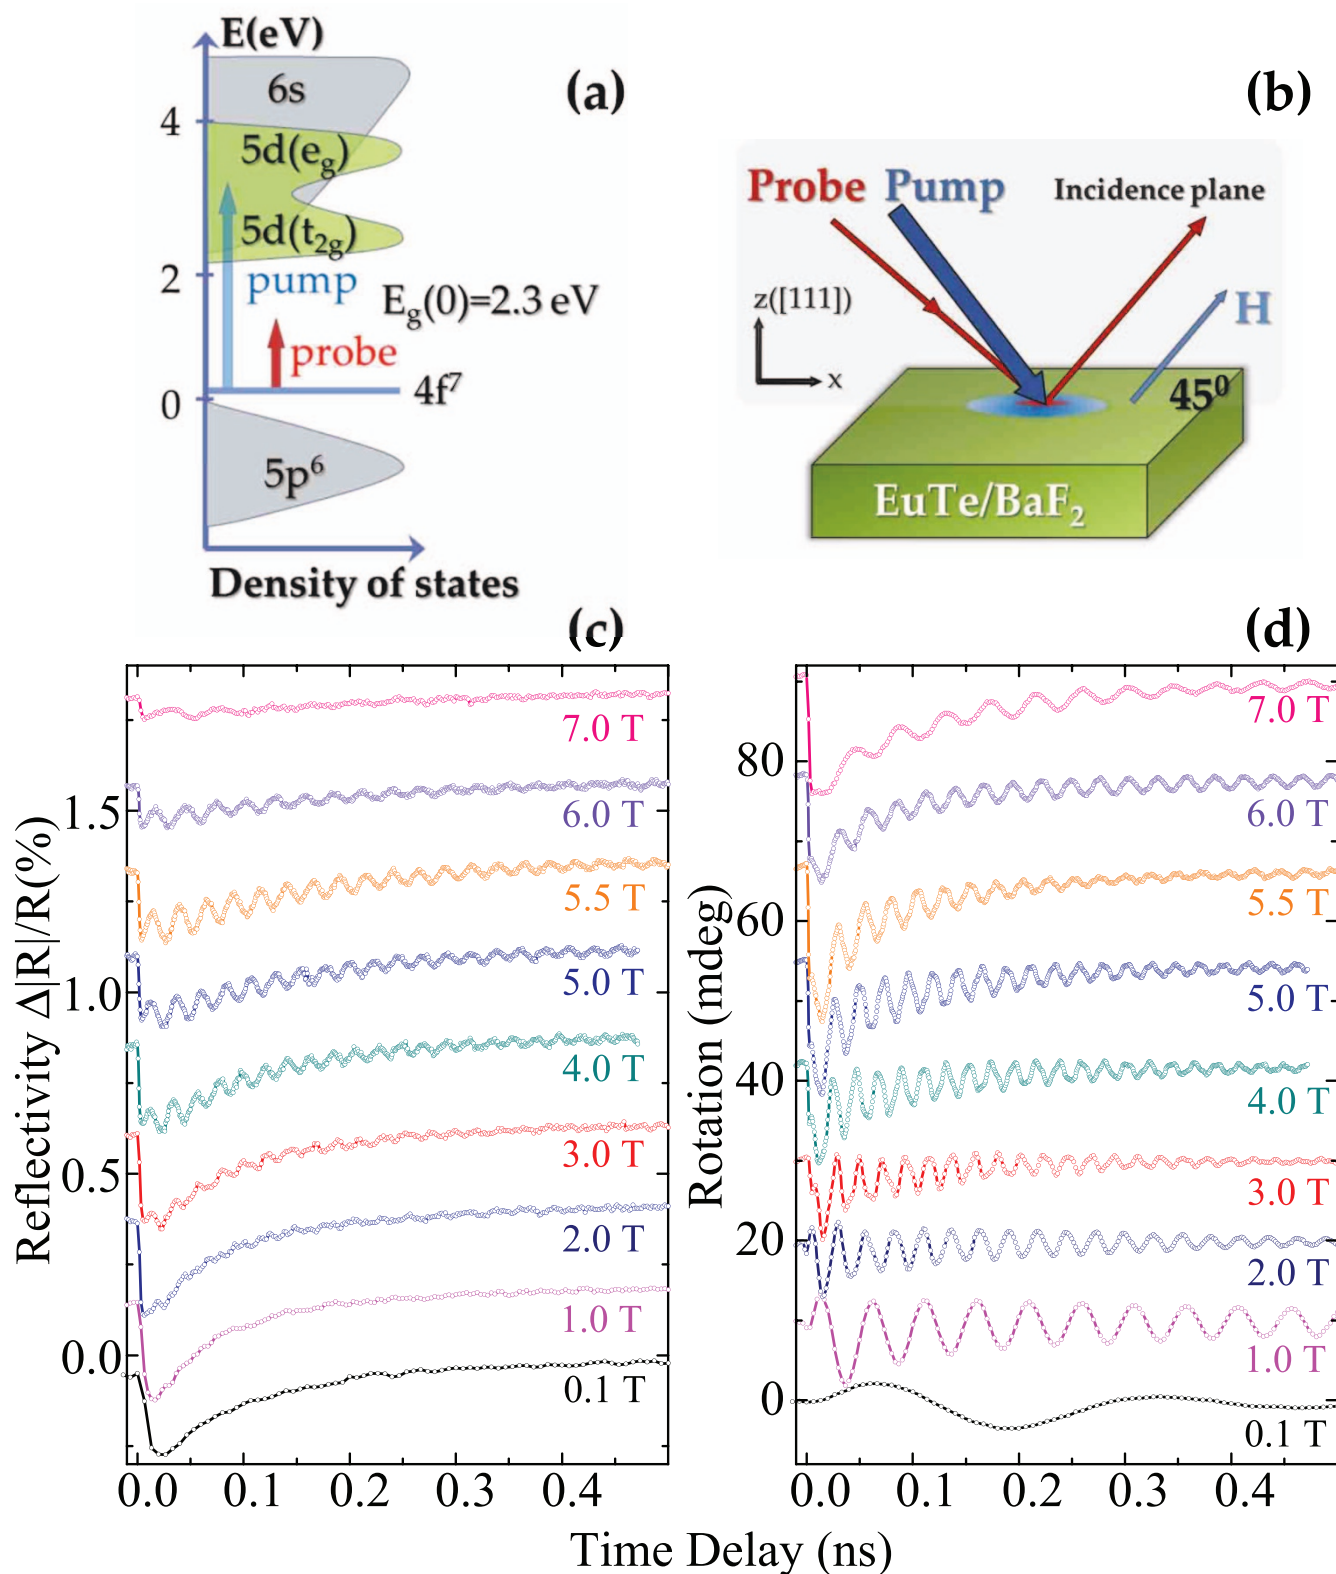 E(eV)
(a)
6s
4
5d(e_g)
5d(t_2g)
2
pump
E_g(0)=2.3 eV
probe
4f⁷
0
5p⁶
Density of states
(b)
Probe Pump
Incidence plane
z([111])
H
x
45⁰
EuTe/BaF₂
(c)
Reflectivity Δ|R|/R(%)
1.5
1.0
0.5
0.0
7.0 T
6.0 T
5.5 T
5.0 T
4.0 T
3.0 T
2.0 T
1.0 T
0.1 T
0.0 0.1 0.2 0.3 0.4
(d)
Rotation (mdeg)
80
60
40
20
0
7.0 T
6.0 T
5.5 T
5.0 T
4.0 T
3.0 T
2.0 T
1.0 T
0.1 T
0.0 0.1 0.2 0.3 0.4
Time Delay (ns)